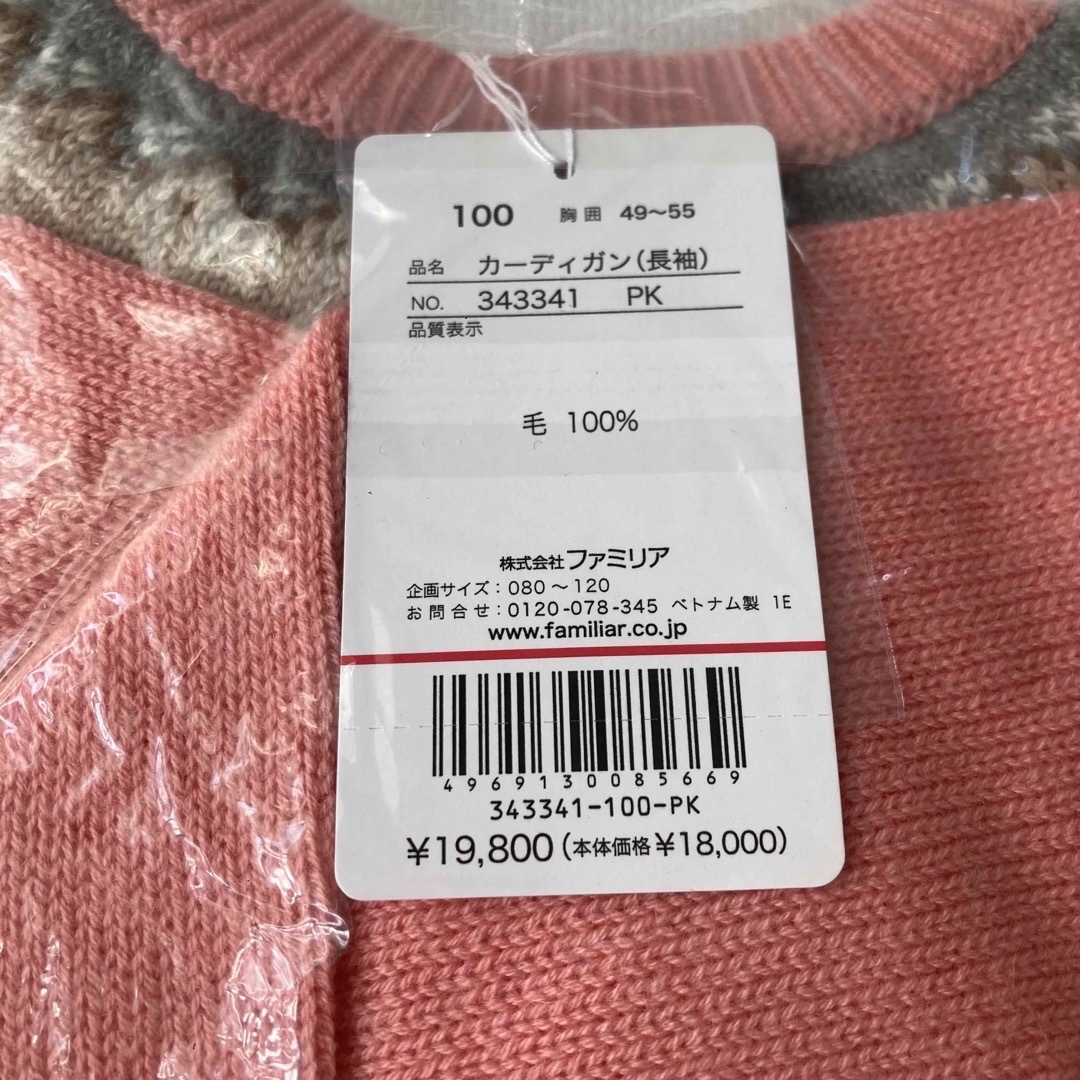 100 胸囲 49～55
品名 カーディガン(長袖)
NO. 343341 PK
品質表示
毛 100%
株式会社ファミリア
企画サイズ：080～120
お問合せ：0120-078-345 ベトナム製 1E
www.familiar.co.jp
4969130085669
343341-100-PK
¥19,800(本体価格¥18,000)